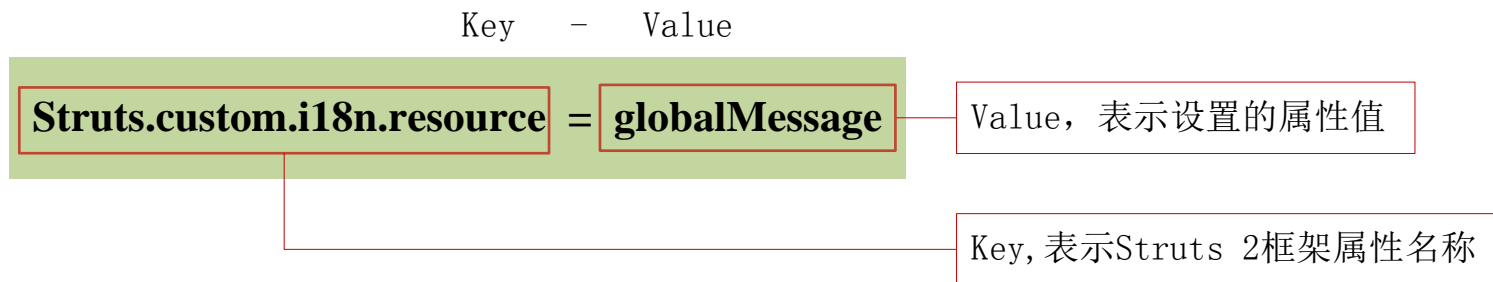 Key - Value
Struts.custom.i18n.resource = globalMessage
Value，表示设置的属性值
Key,表示Struts 2框架属性名称